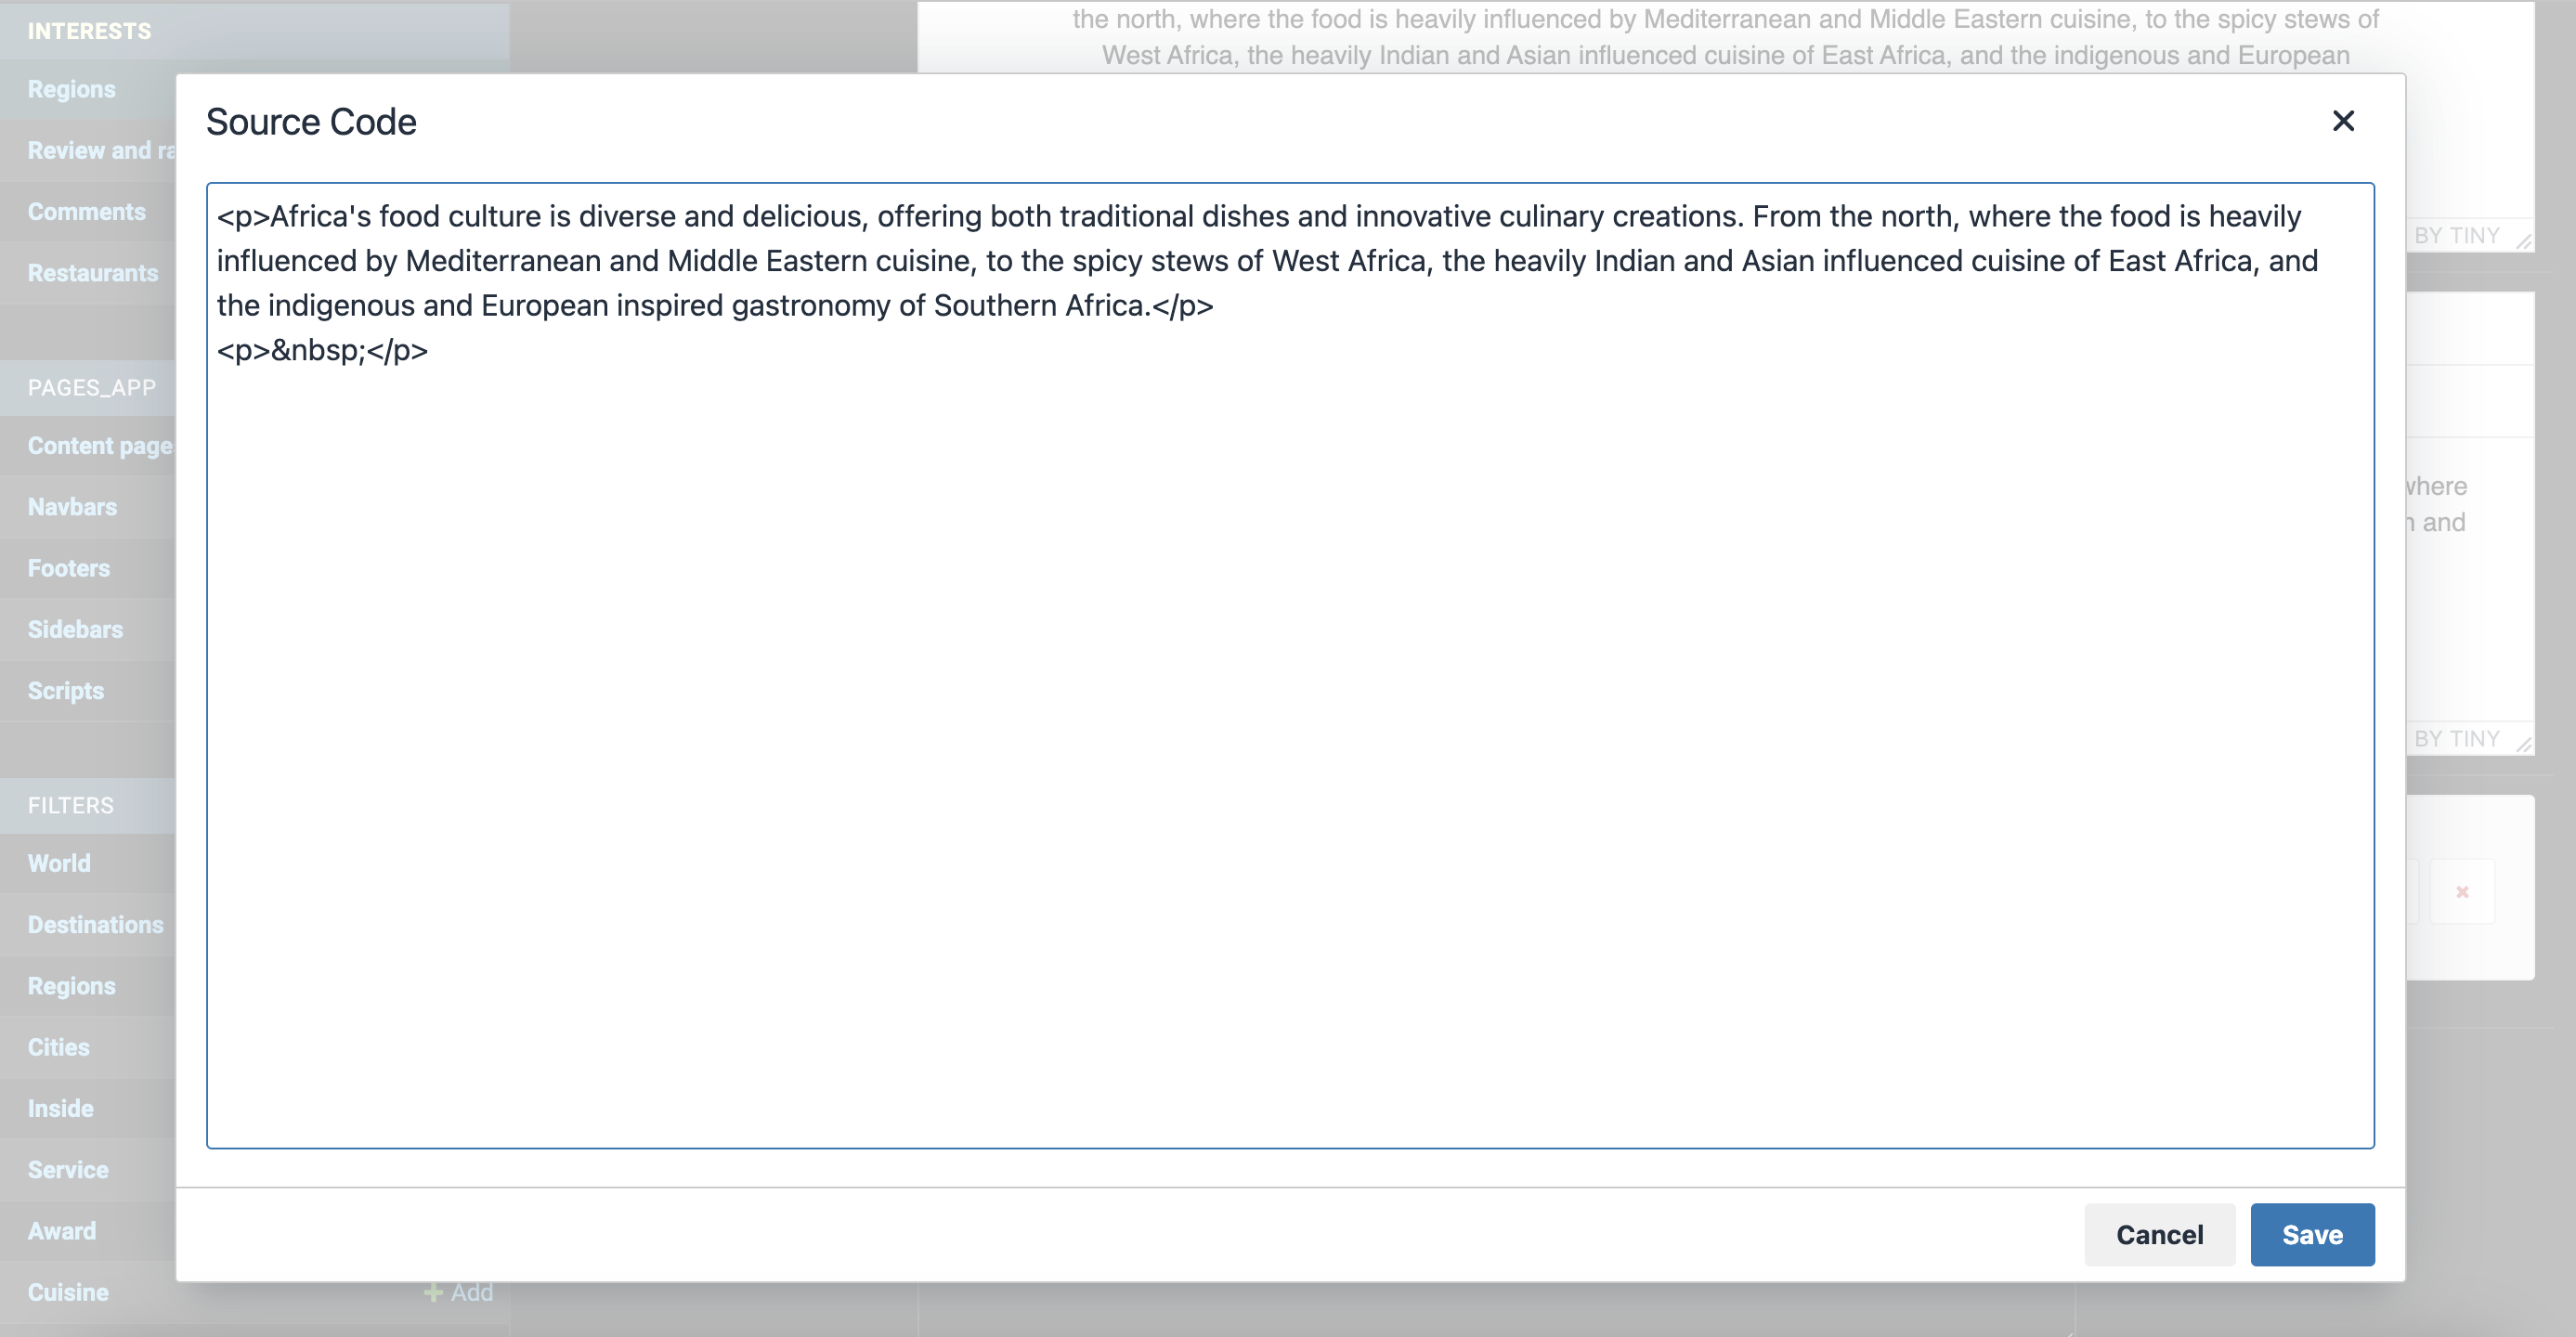 the north, where the food is heavily influenced by Mediterranean and Middle Eastern cuisine, to the spicy stews of
West Africa, the heavily Indian and Asian influenced cuisine of East Africa, and the indigenous and European
INTERESTS
Regions
Review and
Comments
Restaurants
PAGES_APP
Content
Navbars
Footers
Sidebars
Scripts
FILTERS
World
Destinations
Regions
Cities
Inside
Service
Award
Cuisine
Add
Source Code
<p>Africa's food culture is diverse and delicious, offering both traditional dishes and innovative culinary creations. From the north, where the food is heavily
influenced by Mediterranean and Middle Eastern cuisine, to the spicy stews of West Africa, the heavily Indian and Asian influenced cuisine of East Africa, and
the indigenous and European inspired gastronomy of Southern Africa.</p>
<p>&nbsp;</p>
Cancel
Save
BY TINY
where
and
BY TINY